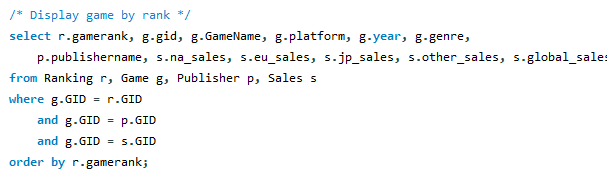 /* Display game by rank */
select r.gamerank, g.gid, g.GameName, g.platform, g.year, g.genre,
    p.publishername, s.na_sales, s.eu_sales, s.jp_sales, s.other_sales, s.global_sales
from Ranking r, Game g, Publisher p, Sales s
where g.GID = r.GID
    and g.GID = p.GID
    and g.GID = s.GID
order by r.gamerank;